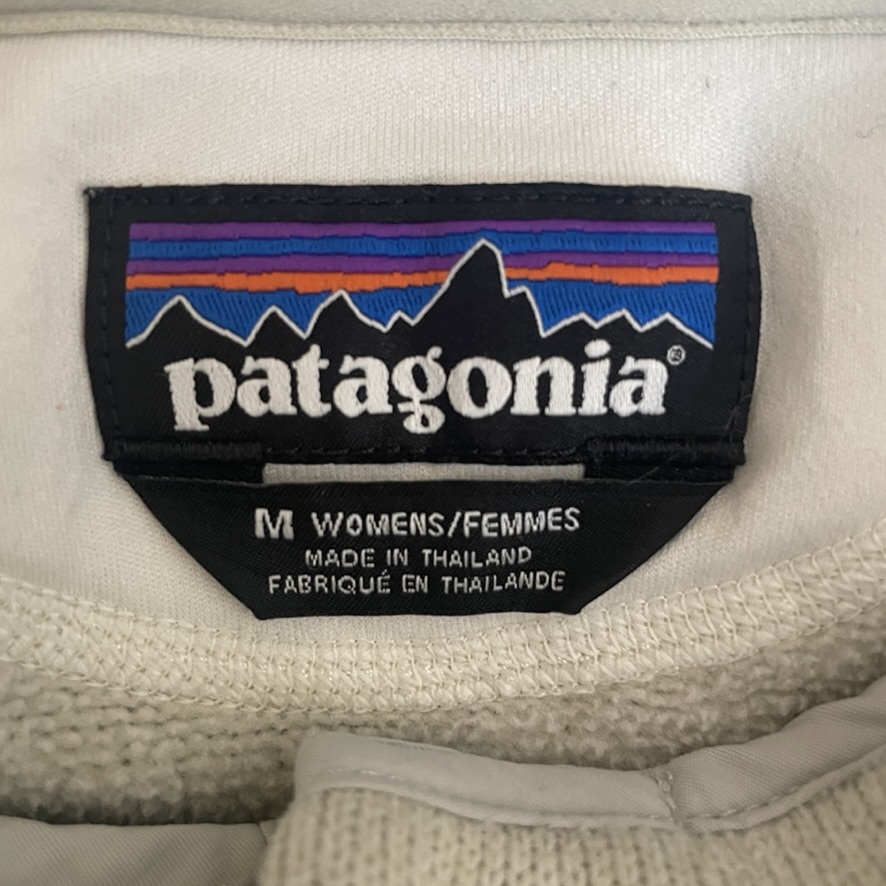 patagonia®
M WOMENS/FEMMES
MADE IN THAILAND
FABRIQUÉ EN THAILANDE